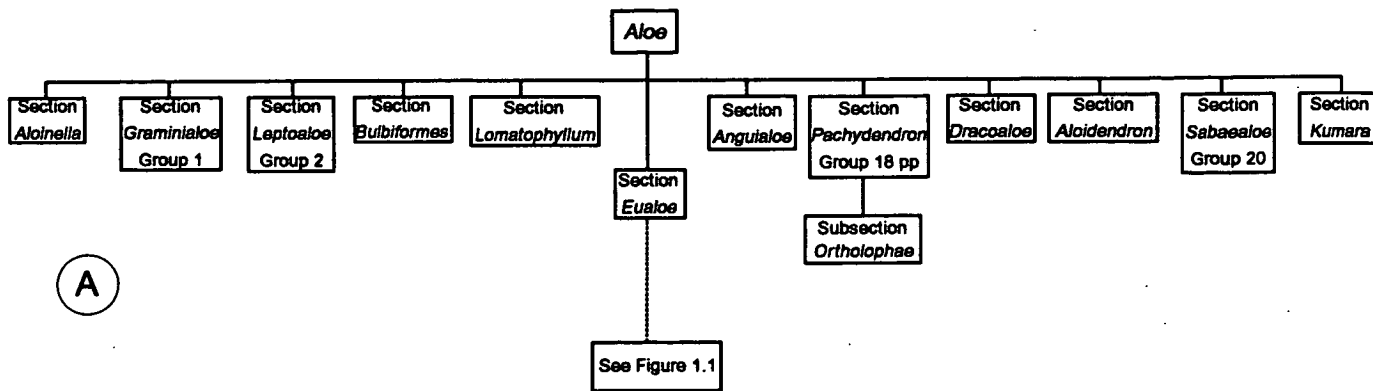 Aloe
Section
Aloinella
Section
Graminialoe
Group 1
Section
Leptoaloe
Group 2
Section
Bulbiformes
Section
Lomatophyllum
Section
Eualoe
Section
Anguialoe
Section
Pachydendron
Group 18 pp
Subsection
Ortholophae
Section
Dracoaloe
Section
Aloidendron
Section
Sabaealoe
Group 20
Section
Kumara
A
See Figure 1.1